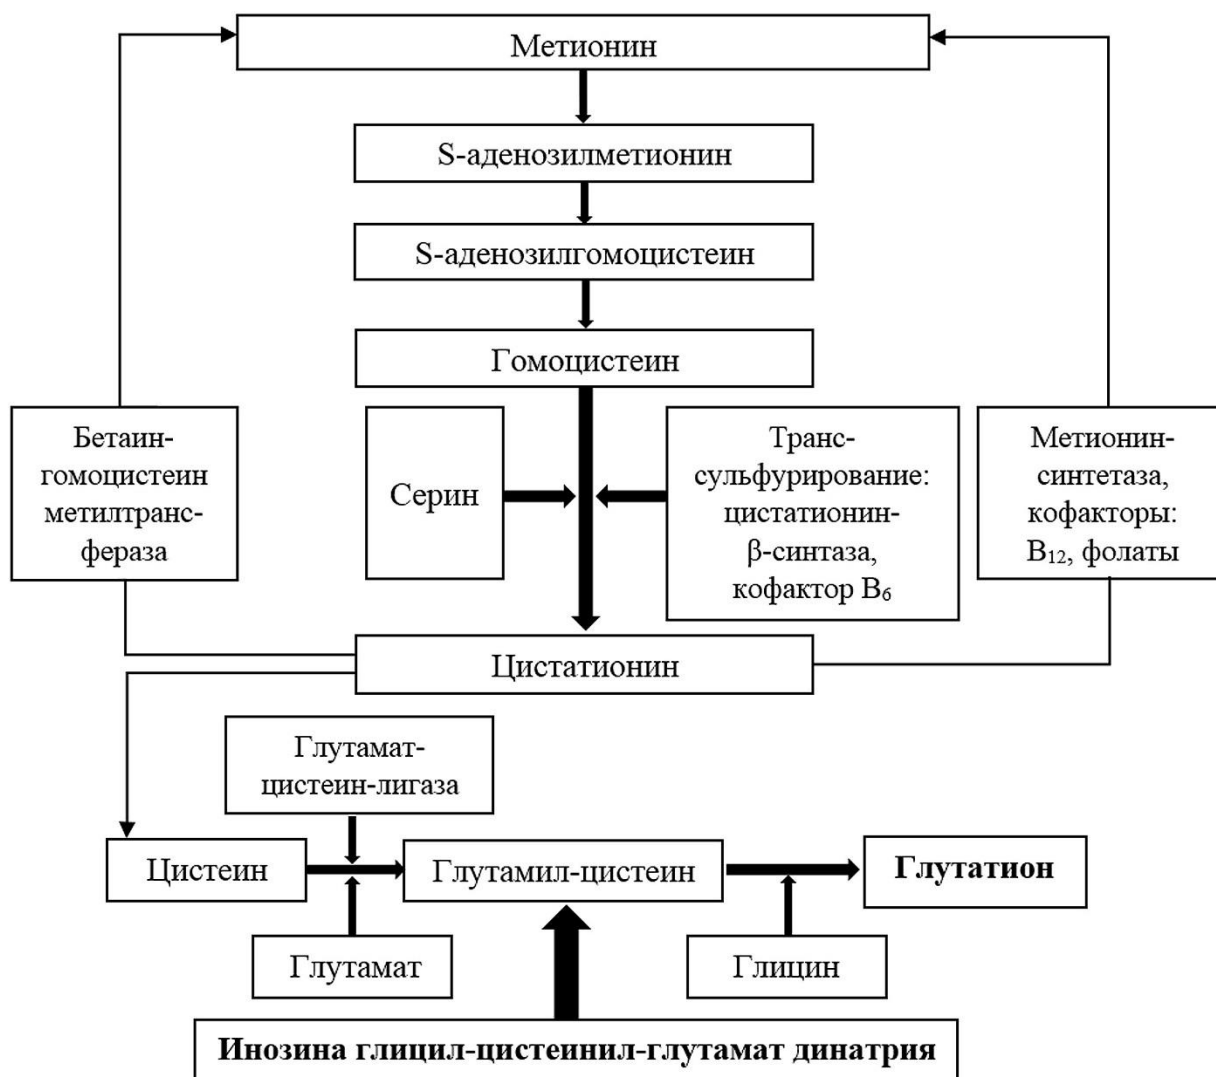 Метионин
S-аденозилметионин
S-аденозилгомоцистеин
Гомоцистеин
Бетаин-
гомоцистеин
метилтранс-
фераза
Серин
Транс-
сульфурирование:
цистатионин-
β-синтаза,
кофактор B₆
Метионин-
синтетаза,
кофакторы:
B₁₂, фолаты
Цистатионин
Глутамат-
цистеин-лигаза
Цистеин
Глутамил-цистеин
Глутатион
Глутамат
Глицин
Инозина глицил-цистеинил-глутамат динатрия